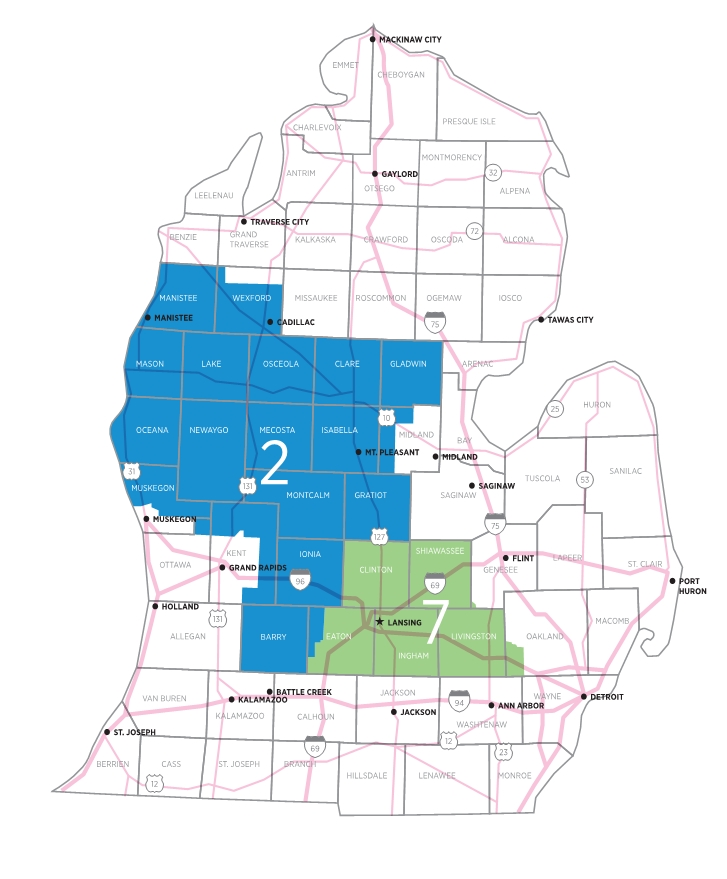 MACKINAW CITY
EMMET
CHEBOYGAN
PRESQUE ISLE
CHARLEVOIX
MONTMORENCY
ANTRIM
GAYLORD
32
OTSEGO
ALPENA
LEELENAU
TRAVERSE CITY
BENZIE
GRAND
TRAVERSE
KALKASKA
CRAWFORD
OSCODA
72
ALCONA
MANISTEE
WEXFORD
MISSAUKEE
ROSCOMMON
OGEMAW
IOSCO
MANISTEE
CADILLAC
75
TAWAS CITY
MASON
LAKE
OSCEOLA
CLARE
GLADWIN
ARENAC
25
HURON
OCEANA
NEWAYGO
MECOSTA
ISABELLA
10
MIDLAND
BAY
2
MT. PLEASANT
MIDLAND
31
TUSCOLA
53
SANILAC
MUSKEGON
131
MONTCALM
GRATIOT
SAGINAW
SAGINAW
MUSKEGON
75
127
KENT
IONIA
SHIAWASSEE
FLINT
LAPEER
OTTAWA
GRAND RAPIDS
96
CLINTON
69
GENESEE
ST. CLAIR
PORT
HURON
HOLLAND
131
LANSING
7
MACOMB
ALLEGAN
BARRY
EATON
LIVINGSTON
OAKLAND
INGHAM
VAN BUREN
BATTLE CREEK
KALAMAZOO
JACKSON
94
WAYNE
DETROIT
ANN ARBOR
KALAMAZOO
CALHOUN
JACKSON
WASHTENAW
ST. JOSEPH
69
12
23
BERRIEN
CASS
ST. JOSEPH
BRANCH
HILLSDALE
LENAWEE
MONROE
12